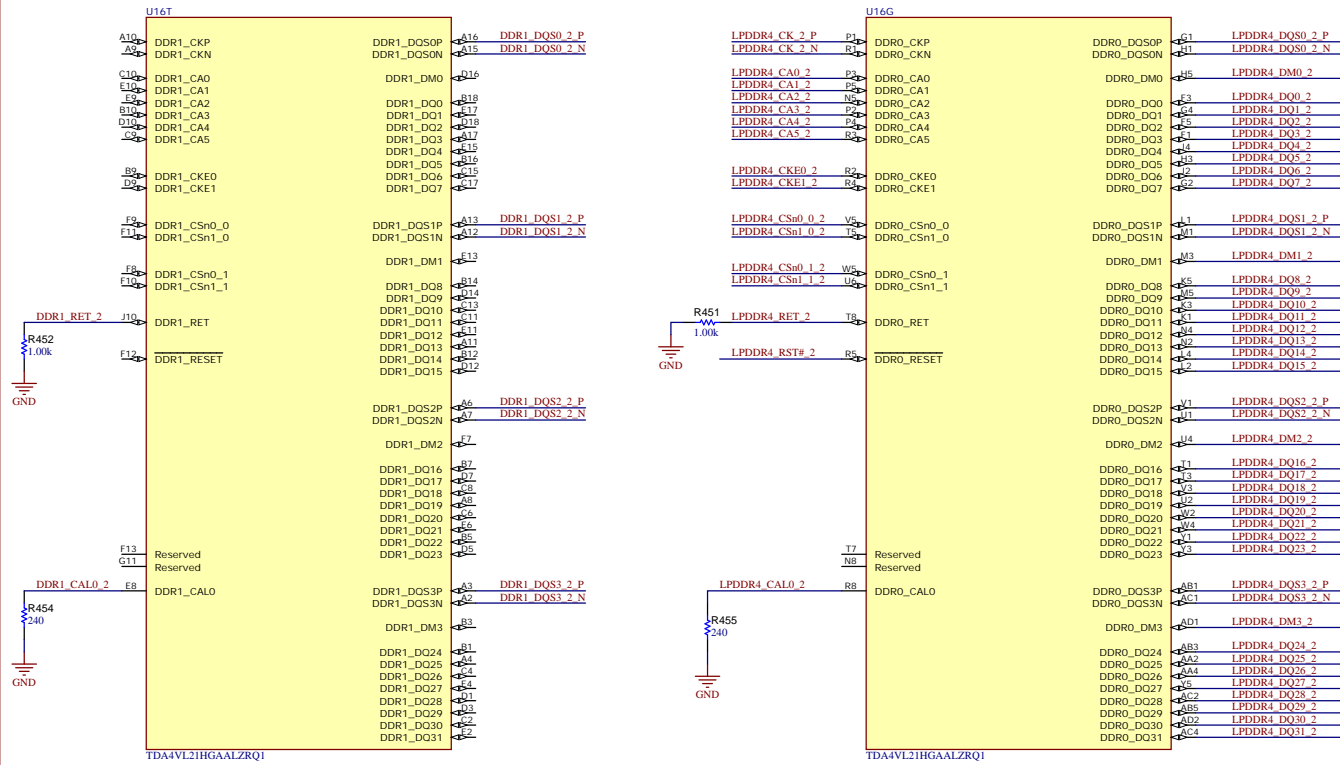 U16T
A10 DDR1_CKP
A9 DDR1_CKN
C10 DDR1_CA0
E10 DDR1_CA1
E9 DDR1_CA2
B10 DDR1_CA3
D10 DDR1_CA4
C9 DDR1_CA5
B9 DDR1_CKE0
D9 DDR1_CKE1
F9 DDR1_CSn0_0
F11 DDR1_CSn1_0
F8 DDR1_CSn0_1
F10 DDR1_CSn1_1
DDR1_RET_2 J10 DDR1_RET
R452
1.00k
GND
F12 DDR1_RESET
F13 Reserved
G11 Reserved
DDR1_CAL0_2 E8 DDR1_CAL0
R454
240
GND
DDR1_DQS0P A16 DDR1_DQS0_2_P
DDR1_DQS0N A15 DDR1_DQS0_2_N
DDR1_DM0 D16
DDR1_DQ0 B18
DDR1_DQ1 E17
DDR1_DQ2 D18
DDR1_DQ3 A17
DDR1_DQ4 E15
DDR1_DQ5 B16
DDR1_DQ6 C15
DDR1_DQ7 C17
DDR1_DQS1P A13 DDR1_DQS1_2_P
DDR1_DQS1N A12 DDR1_DQS1_2_N
DDR1_DM1 E13
DDR1_DQ8 B14
DDR1_DQ9 D14
DDR1_DQ10 C13
DDR1_DQ11 C11
DDR1_DQ12 E11
DDR1_DQ13 A11
DDR1_DQ14 B12
DDR1_DQ15 D12
DDR1_DQS2P A6 DDR1_DQS2_2_P
DDR1_DQS2N A7 DDR1_DQS2_2_N
DDR1_DM2 F7
DDR1_DQ16 B7
DDR1_DQ17 D7
DDR1_DQ18 C8
DDR1_DQ19 A8
DDR1_DQ20 C6
DDR1_DQ21 E6
DDR1_DQ22 B5
DDR1_DQ23 D5
DDR1_DQS3P A3 DDR1_DQS3_2_P
DDR1_DQS3N A2 DDR1_DQS3_2_N
DDR1_DM3 B3
DDR1_DQ24 B1
DDR1_DQ25 A4
DDR1_DQ26 C4
DDR1_DQ27 E4
DDR1_DQ28 D1
DDR1_DQ29 D3
DDR1_DQ30 C2
DDR1_DQ31 E2
TDA4VL21HGAALZRQ1
U16G
LPDDR4_CK_2_P P1 DDR0_CKP
LPDDR4_CK_2_N R1 DDR0_CKN
LPDDR4_CA0_2 P3 DDR0_CA0
LPDDR4_CA1_2 P5 DDR0_CA1
LPDDR4_CA2_2 N5 DDR0_CA2
LPDDR4_CA3_2 P2 DDR0_CA3
LPDDR4_CA4_2 P4 DDR0_CA4
LPDDR4_CA5_2 R3 DDR0_CA5
LPDDR4_CKE0_2 R2 DDR0_CKE0
LPDDR4_CKE1_2 R4 DDR0_CKE1
LPDDR4_CSn0_0_2 V5 DDR0_CSn0_0
LPDDR4_CSn1_0_2 T5 DDR0_CSn1_0
LPDDR4_CSn0_1_2 W5 DDR0_CSn0_1
LPDDR4_CSn1_1_2 U6 DDR0_CSn1_1
R451
1.00k
LPDDR4_RET_2 T8 DDR0_RET
GND
LPDDR4_RST#_2 R5 DDR0_RESET
T7 Reserved
N8 Reserved
LPDDR4_CAL0_2 R8 DDR0_CAL0
R455
240
GND
DDR0_DQS0P G1 LPDDR4_DQS0_2_P
DDR0_DQS0N H1 LPDDR4_DQS0_2_N
DDR0_DM0 H5 LPDDR4_DM0_2
DDR0_DQ0 F3 LPDDR4_DQ0_2
DDR0_DQ1 G4 LPDDR4_DQ1_2
DDR0_DQ2 F5 LPDDR4_DQ2_2
DDR0_DQ3 F1 LPDDR4_DQ3_2
DDR0_DQ4 J4 LPDDR4_DQ4_2
DDR0_DQ5 H3 LPDDR4_DQ5_2
DDR0_DQ6 J2 LPDDR4_DQ6_2
DDR0_DQ7 G2 LPDDR4_DQ7_2
DDR0_DQS1P L1 LPDDR4_DQS1_2_P
DDR0_DQS1N M1 LPDDR4_DQS1_2_N
DDR0_DM1 M3 LPDDR4_DM1_2
DDR0_DQ8 K5 LPDDR4_DQ8_2
DDR0_DQ9 M5 LPDDR4_DQ9_2
DDR0_DQ10 K3 LPDDR4_DQ10_2
DDR0_DQ11 K1 LPDDR4_DQ11_2
DDR0_DQ12 N4 LPDDR4_DQ12_2
DDR0_DQ13 N2 LPDDR4_DQ13_2
DDR0_DQ14 L4 LPDDR4_DQ14_2
DDR0_DQ15 L2 LPDDR4_DQ15_2
DDR0_DQS2P V1 LPDDR4_DQS2_2_P
DDR0_DQS2N U1 LPDDR4_DQS2_2_N
DDR0_DM2 U4 LPDDR4_DM2_2
DDR0_DQ16 T1 LPDDR4_DQ16_2
DDR0_DQ17 T3 LPDDR4_DQ17_2
DDR0_DQ18 V3 LPDDR4_DQ18_2
DDR0_DQ19 U2 LPDDR4_DQ19_2
DDR0_DQ20 W2 LPDDR4_DQ20_2
DDR0_DQ21 W4 LPDDR4_DQ21_2
DDR0_DQ22 Y1 LPDDR4_DQ22_2
DDR0_DQ23 Y3 LPDDR4_DQ23_2
DDR0_DQS3P AB1 LPDDR4_DQS3_2_P
DDR0_DQS3N AC1 LPDDR4_DQS3_2_N
DDR0_DM3 AD1 LPDDR4_DM3_2
DDR0_DQ24 AB3 LPDDR4_DQ24_2
DDR0_DQ25 AA2 LPDDR4_DQ25_2
DDR0_DQ26 AA4 LPDDR4_DQ26_2
DDR0_DQ27 Y5 LPDDR4_DQ27_2
DDR0_DQ28 AC2 LPDDR4_DQ28_2
DDR0_DQ29 AB5 LPDDR4_DQ29_2
DDR0_DQ30 AD2 LPDDR4_DQ30_2
DDR0_DQ31 AC4 LPDDR4_DQ31_2
TDA4VL21HGAALZRQ1